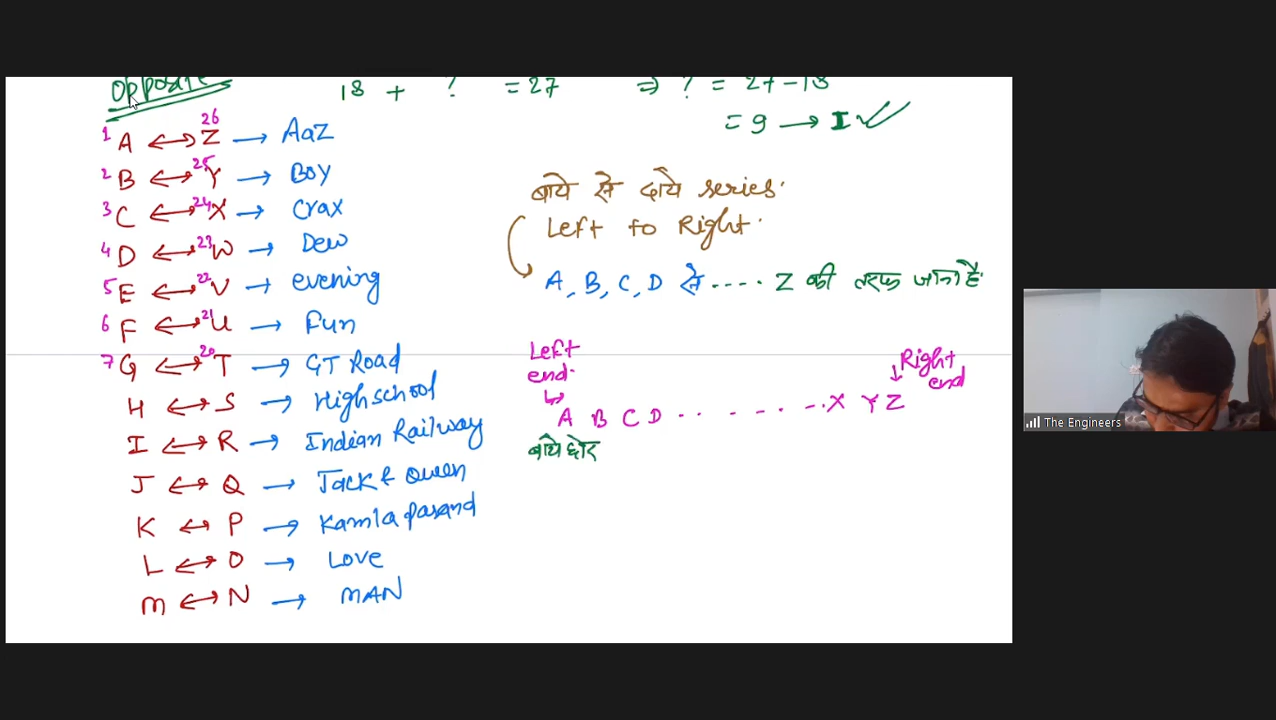 Opposite
18 + ? = 27 ⇒ ? = 27-18
= 9 → I
1 A ↔ Z 26 → AaZ
2 B ↔ Y 25 → Boy
3 C ↔ X 24 → Crax
4 D ↔ W 23 → Dew
5 E ↔ V 22 → evening
6 F ↔ U 21 → Fun
7 G ↔ T 20 → GT Road
H ↔ S → High school
I ↔ R → Indian Railway
J ↔ Q → Jack & Queen
K ↔ P → Kamla Pasand
L ↔ O → Love
M ↔ N → MAN
बाये से दाये series.
Left to Right.
A, B, C, D से .... Z की तरफ जाना है.
Left
end.
Right
end
A B C D .. - . - . - .. X Y Z
बाये छोर
The Engineers